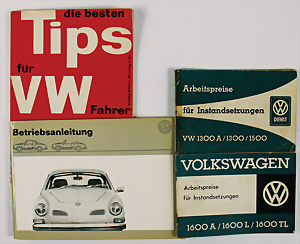 die besten
Tips
für
VW
Fahrer
Arbeitspreise
für Instandsetzungen
DIENST
VW 1300 A / 1300 / 1500
Betriebsanleitung
VOLKSWAGEN
Arbeitspreise
für Instandsetzungen
1600 A / 1600 L / 1600 TL